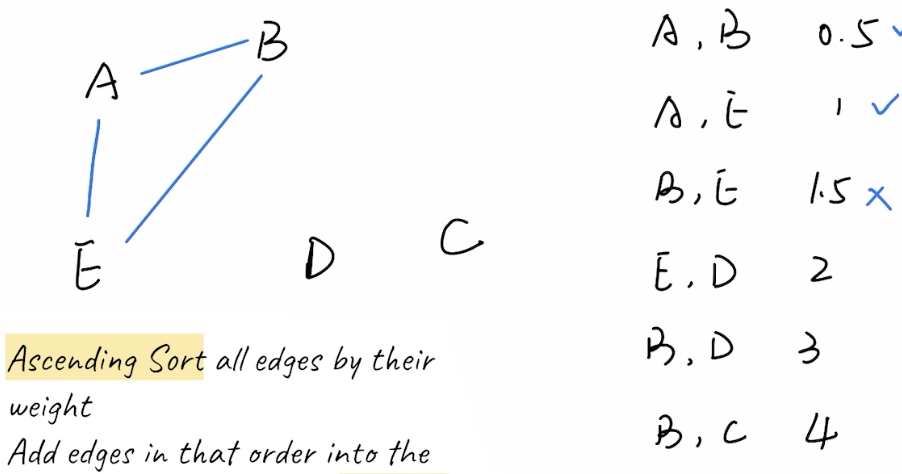 B
A
E
D
C
A, B 0.5 ✓
A, E 1 ✓
B, E 1.5 ×
E, D 2
B, D 3
B, C 4
Ascending Sort all edges by their
weight
Add edges in that order into the